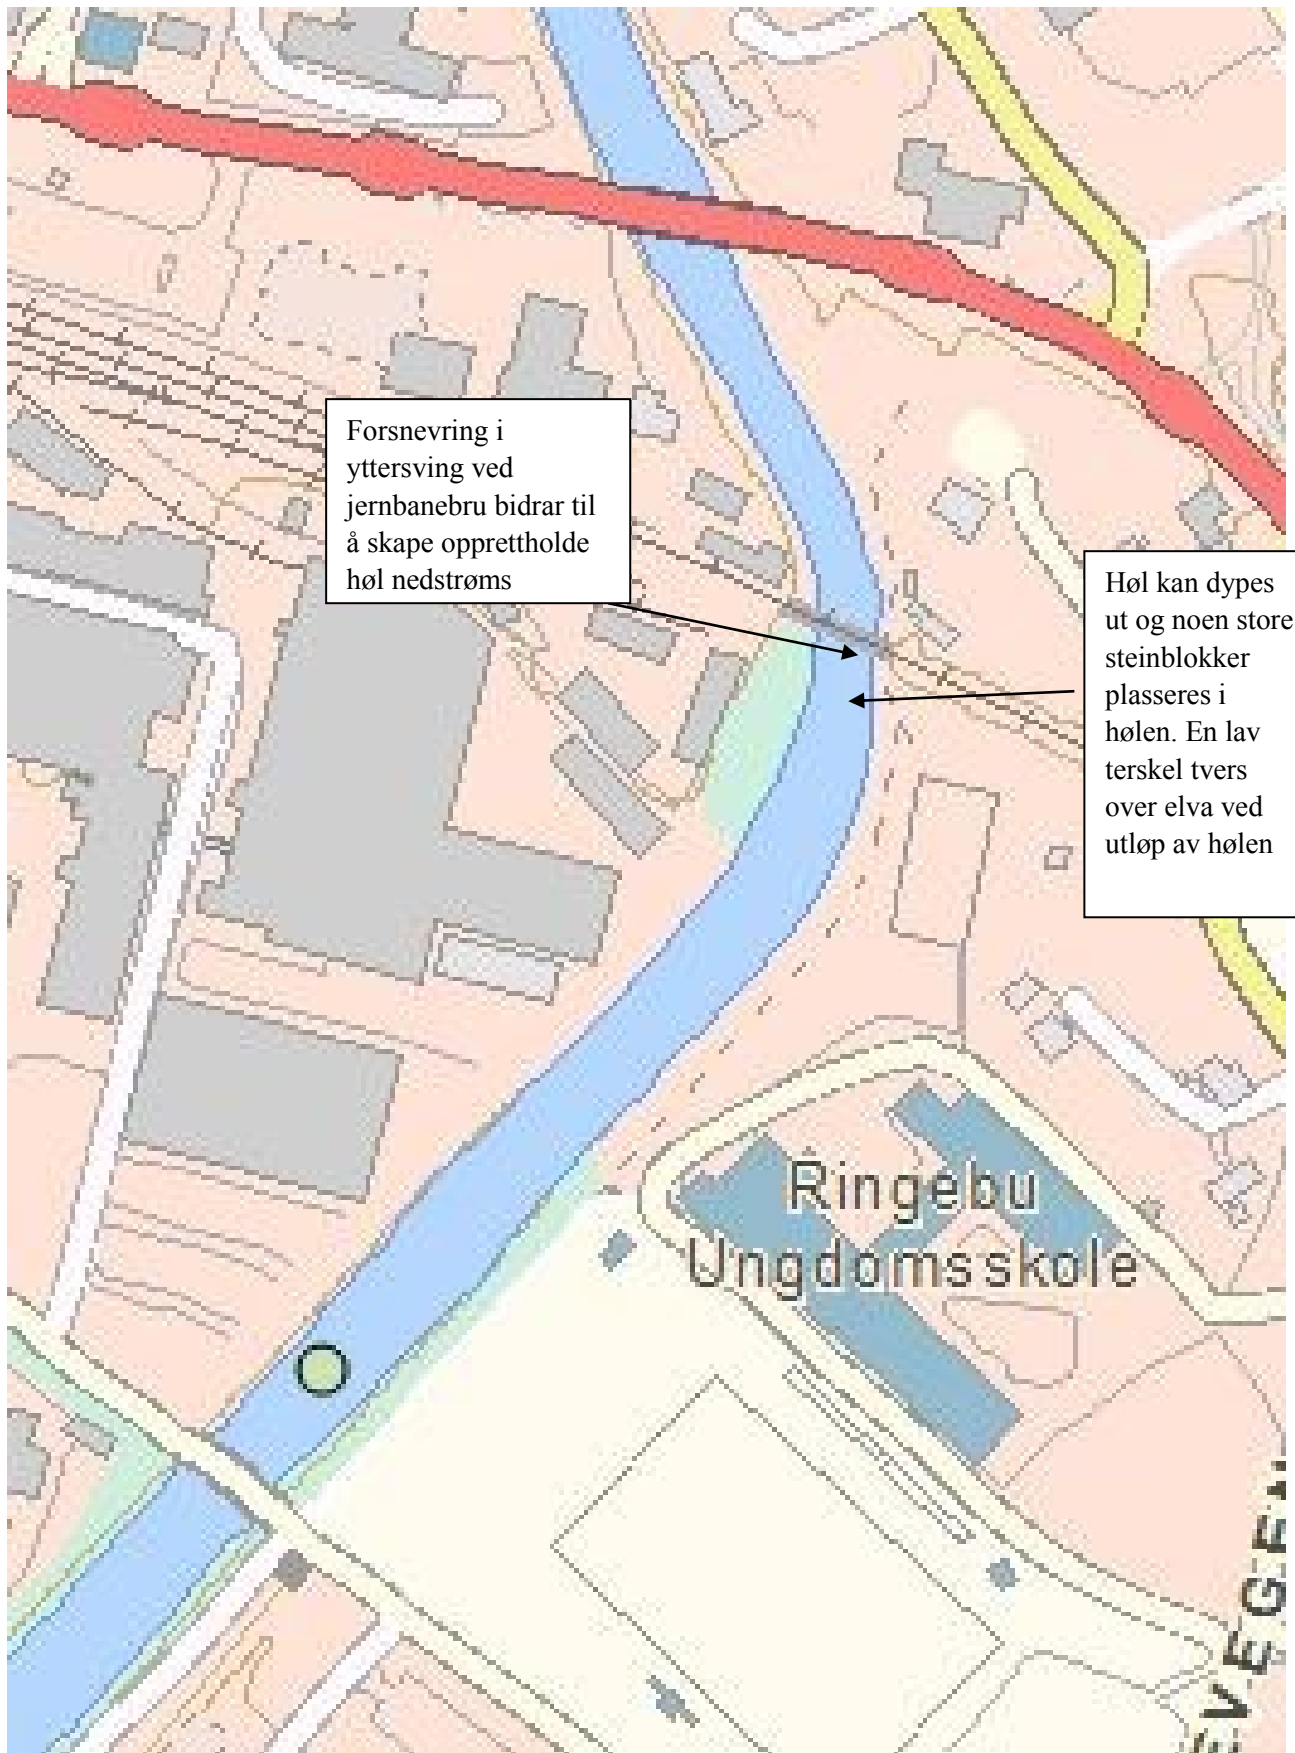 Forsnevring i
yttersving ved
jernbanebru bidrar til
å skape opprettholde
høl nedstrøms
Høl kan dypes
ut og noen store
steinblokker
plasseres i
hølen. En lav
terskel tvers
over elva ved
utløp av hølen
Ringebu
Ungdomsskole
EVEGEN